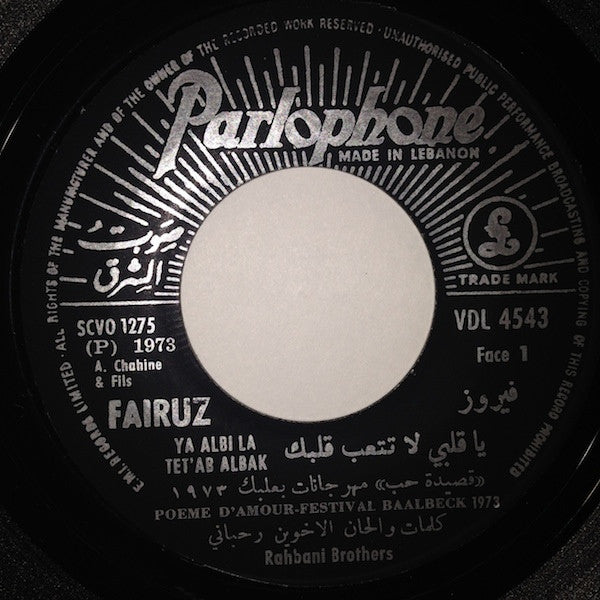 E.M.I. RECORDS LIMITED · ALL RIGHTS OF THE MANUFACTURER AND OF THE OWNER OF THE RECORDED WORK RESERVED · UNAUTHORISED PUBLIC PERFORMANCE BROADCASTING AND COPYING OF THIS RECORD PROHIBITED
Parlophone
MADE IN LEBANON
صوت
الشرق
£
TRADE MARK
SCVO 1275
(P) 1973
A. Chahine
& Fils
VDL 4543
Face 1
FAIRUZ
فيروز
YA ALBI LA
TET'AB ALBAK
يا قلبي لا تتعب قلبك
«قصيدة حب» مهرجانات بعلبك ١٩٧٣
POEME D'AMOUR-FESTIVAL BAALBECK 1973
كلمات والحان الاخوين رحباني
Rahbani Brothers